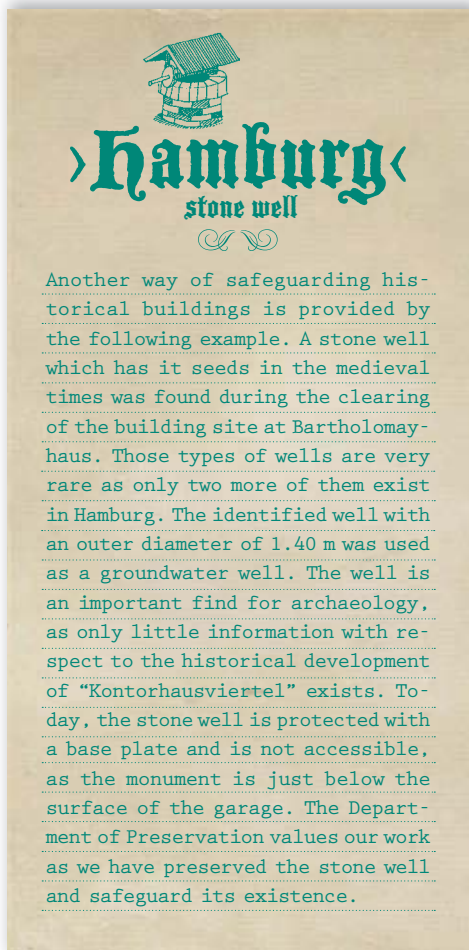 ›Hamburg‹
stone well
Another way of safeguarding his-
torical buildings is provided by
the following example. A stone well
which has it seeds in the medieval
times was found during the clearing
of the building site at Bartholomay-
haus. Those types of wells are very
rare as only two more of them exist
in Hamburg. The identified well with
an outer diameter of 1.40 m was used
as a groundwater well. The well is
an important find for archaeology,
as only little information with re-
spect to the historical development
of “Kontorhausviertel” exists. To-
day, the stone well is protected with
a base plate and is not accessible,
as the monument is just below the
surface of the garage. The Depart-
ment of Preservation values our work
as we have preserved the stone well
and safeguard its existence.